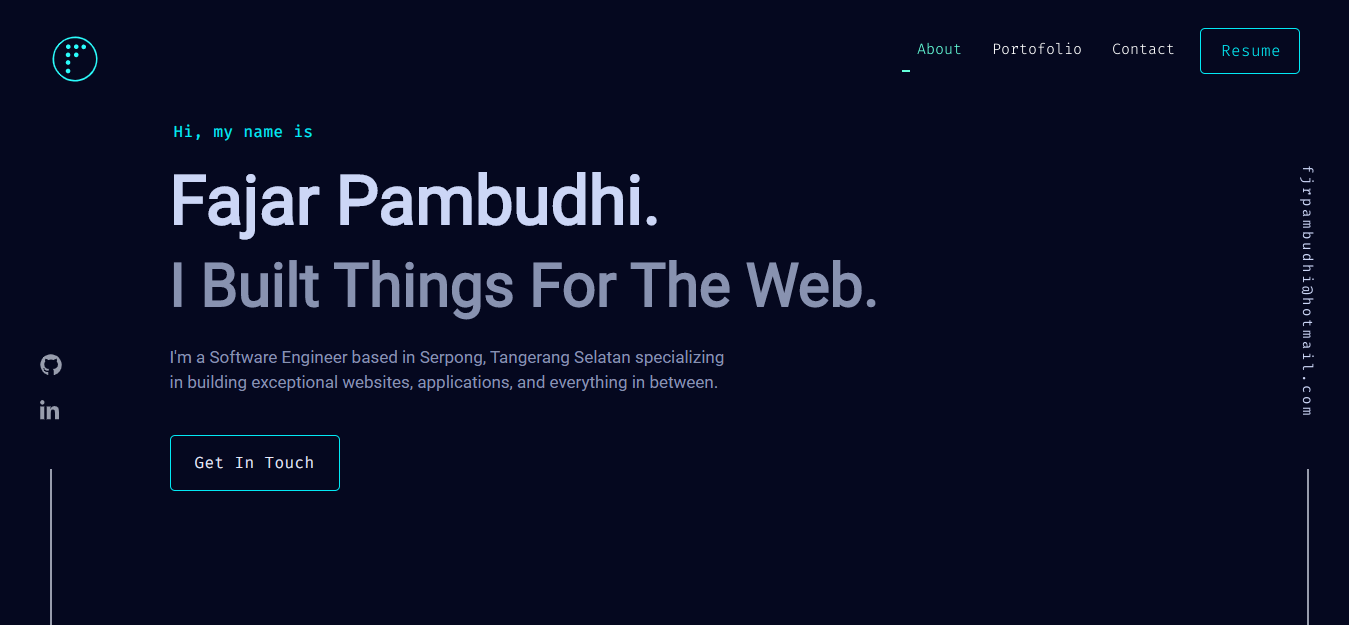 About Portofolio Contact Resume
Hi, my name is
Fajar Pambudhi.
I Built Things For The Web.
I'm a Software Engineer based in Serpong, Tangerang Selatan specializing
in building exceptional websites, applications, and everything in between.
Get In Touch
fjrpambudhi@hotmail.com